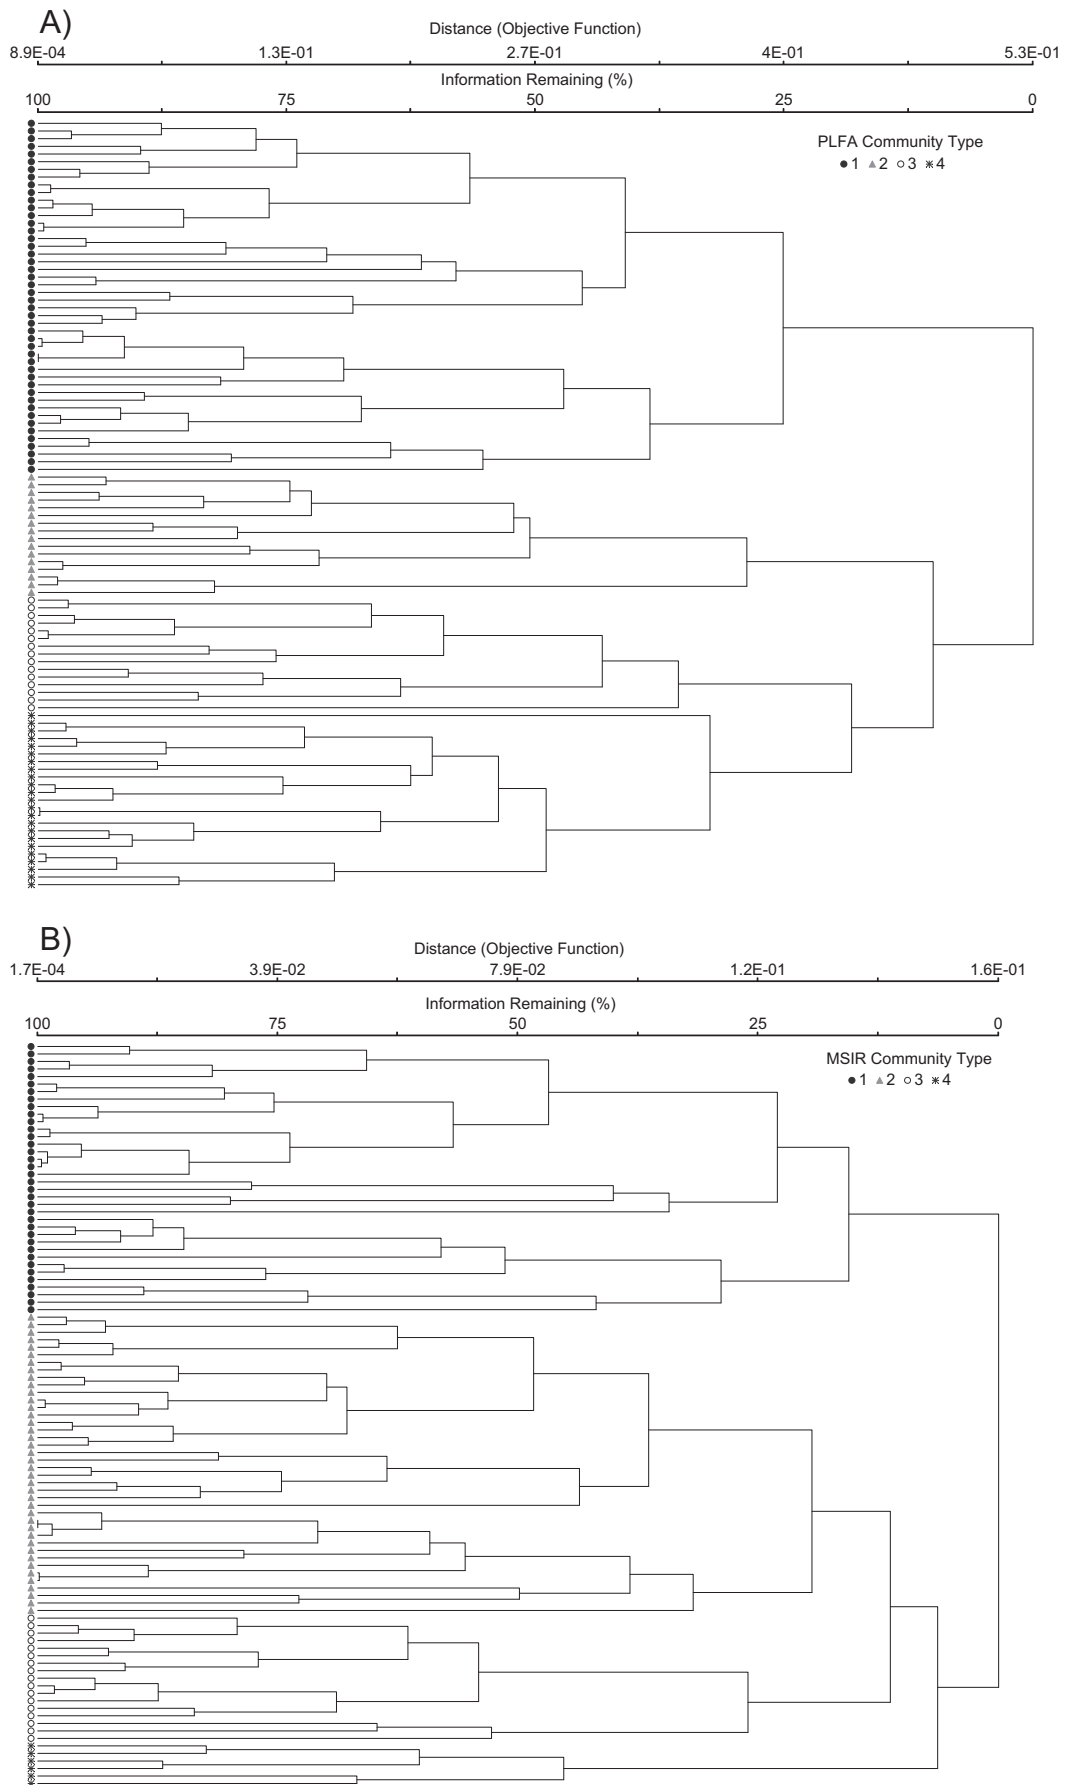 A)
Distance (Objective Function)
8.9E-04 1.3E-01 2.7E-01 4E-01 5.3E-01
Information Remaining (%)
100 75 50 25 0
PLFA Community Type
1 2 3 4
B)
Distance (Objective Function)
1.7E-04 3.9E-02 7.9E-02 1.2E-01 1.6E-01
Information Remaining (%)
100 75 50 25 0
MSIR Community Type
1 2 3 4